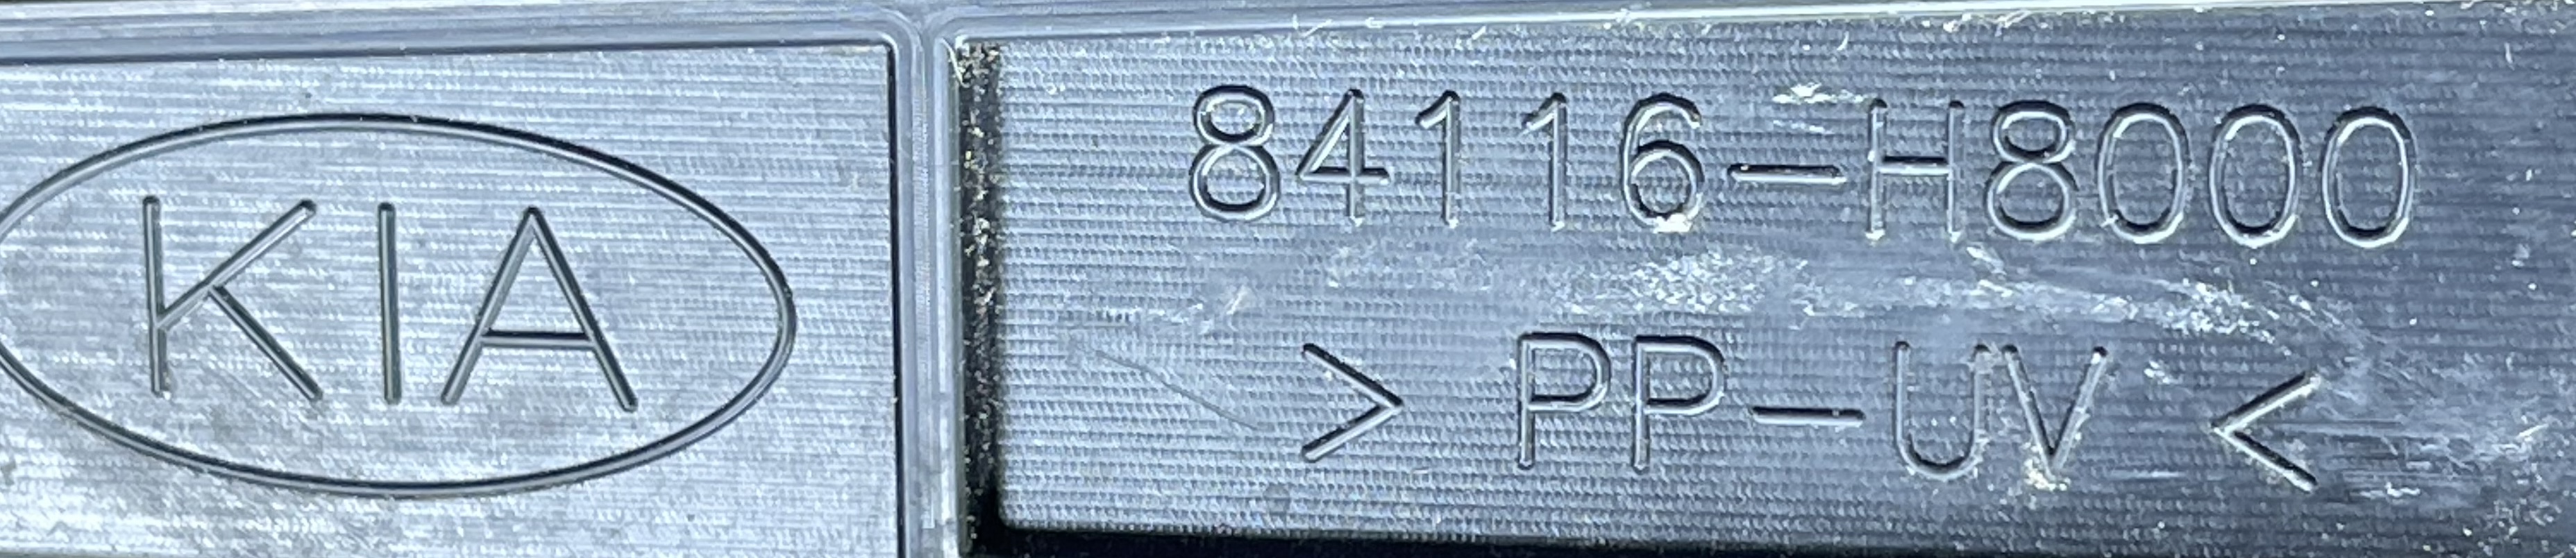 KIA
84116-H8000
> PP-UV <